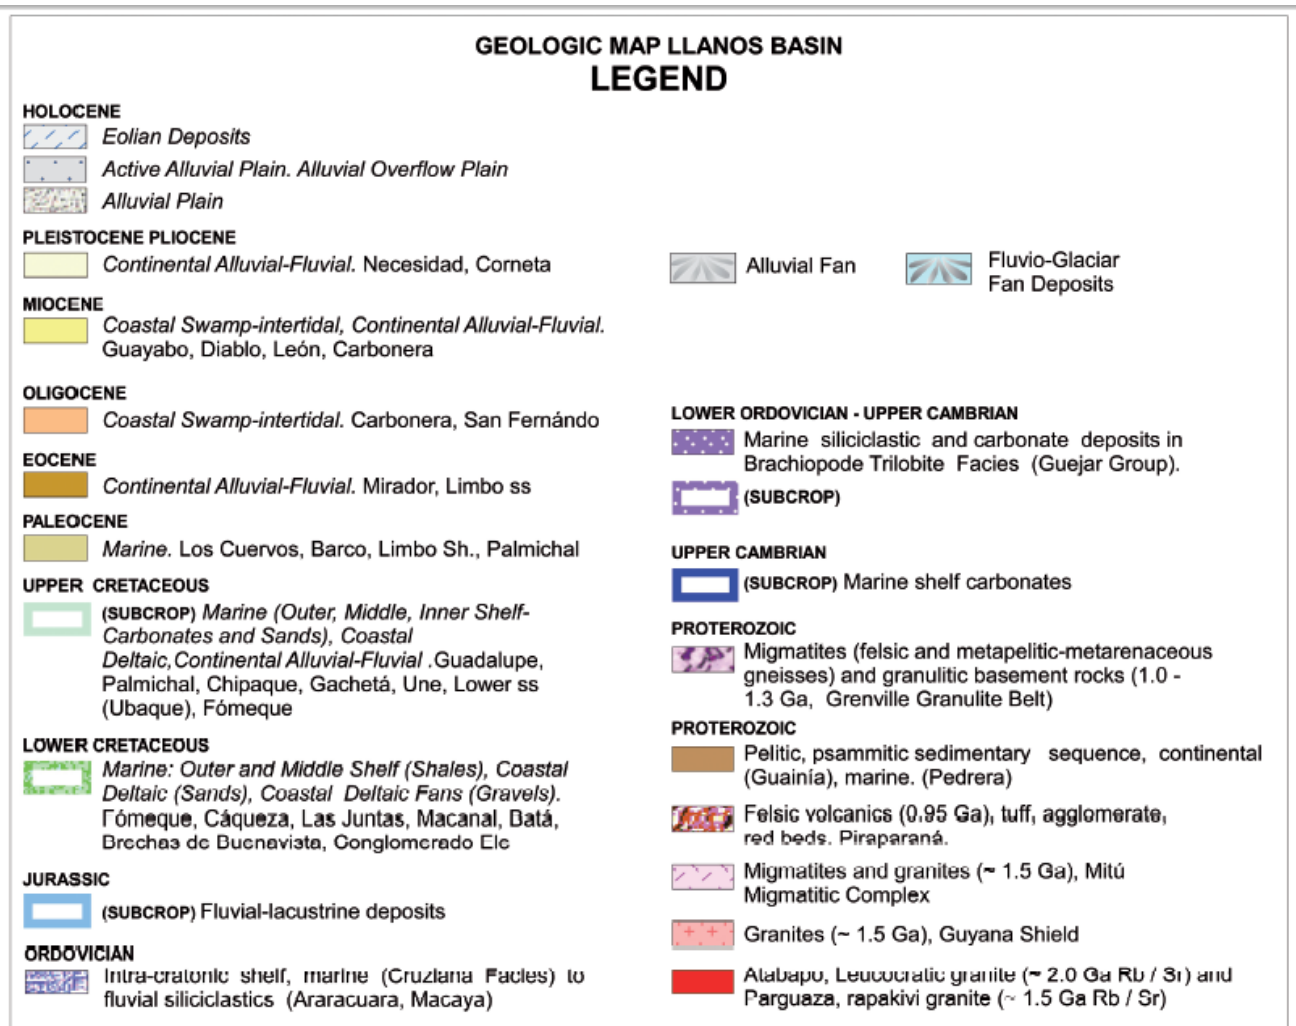 GEOLOGIC MAP LLANOS BASIN
LEGEND
HOLOCENE
Eolian Deposits
Active Alluvial Plain. Alluvial Overflow Plain
Alluvial Plain
PLEISTOCENE PLIOCENE
Continental Alluvial-Fluvial. Necesidad, Corneta
MIOCENE
Coastal Swamp-intertidal, Continental Alluvial-Fluvial.
Guayabo, Diablo, León, Carbonera
OLIGOCENE
Coastal Swamp-intertidal. Carbonera, San Fernándo
EOCENE
Continental Alluvial-Fluvial. Mirador, Limbo ss
PALEOCENE
Marine. Los Cuervos, Barco, Limbo Sh., Palmichal
UPPER CRETACEOUS
(SUBCROP) Marine (Outer, Middle, Inner Shelf-
Carbonates and Sands), Coastal
Deltaic,Continental Alluvial-Fluvial .Guadalupe,
Palmichal, Chipaque, Gachetá, Une, Lower ss
(Ubaque), Fómeque
LOWER CRETACEOUS
Marine: Outer and Middle Shelf (Shales), Coastal
Deltaic (Sands), Coastal Deltaic Fans (Gravels).
Fómeque, Cáqueza, Las Juntas, Macanal, Batá,
Brechas de Buenavista, Conglomerado Etc
JURASSIC
(SUBCROP) Fluvial-lacustrine deposits
ORDOVICIAN
Intra-cratonic shelf, marine (Cruziana Facies) to
fluvial siliciclastics (Araracuara, Macaya)
Alluvial Fan
Fluvio-Glaciar
Fan Deposits
LOWER ORDOVICIAN - UPPER CAMBRIAN
Marine siliciclastic and carbonate deposits in
Brachiopode Trilobite Facies (Guejar Group).
(SUBCROP)
UPPER CAMBRIAN
(SUBCROP) Marine shelf carbonates
PROTEROZOIC
Migmatites (felsic and metapelitic-metarenaceous
gneisses) and granulitic basement rocks (1.0 -
1.3 Ga, Grenville Granulite Belt)
PROTEROZOIC
Pelitic, psammitic sedimentary sequence, continental
(Guainía), marine. (Pedrera)
Felsic volcanics (0.95 Ga), tuff, agglomerate,
red beds. Piraparaná.
Migmatites and granites (~ 1.5 Ga), Mitú
Migmatitic Complex
Granites (~ 1.5 Ga), Guyana Shield
Atabapo, Leucocratic granite (~ 2.0 Ga Rb / Sr) and
Parguaza, rapakivi granite (~ 1.5 Ga Rb / Sr)